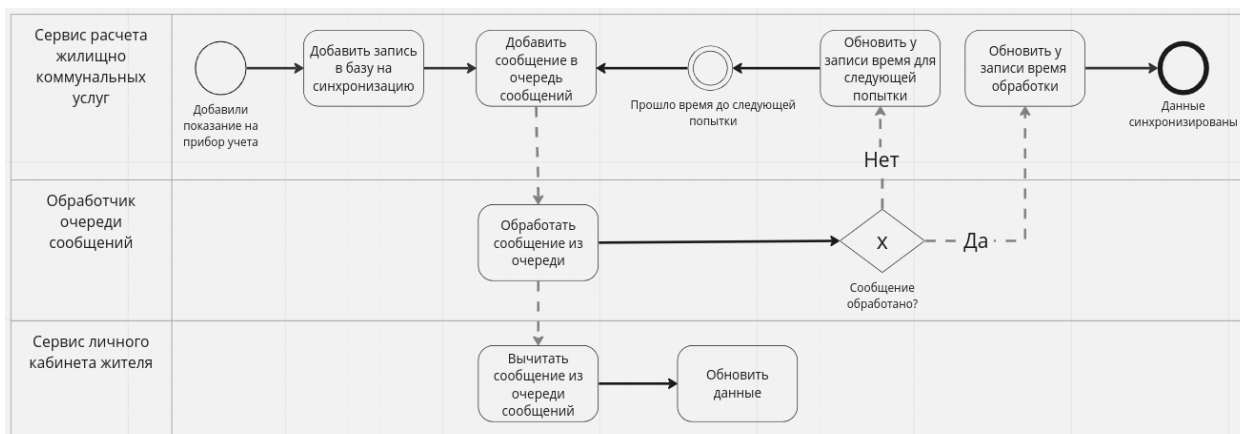 Сервис расчета
жилищно
коммунальных
услуг
Добавили
показание на
прибор учета
Добавить запись
в базу на
синхронизацию
Добавить
сообщение в
очередь
сообщений
Прошло время до следующей
попытки
Обновить у
записи время для
следующей
попытки
Обновить у
записи время
обработки
Данные
синхронизированы
Нет
Обработчик
очереди
сообщений
Обработать
сообщение из
очереди
X
Да
Сообщение
обработано?
Сервис личного
кабинета жителя
Вычитать
сообщение из
очереди
сообщений
Обновить
данные